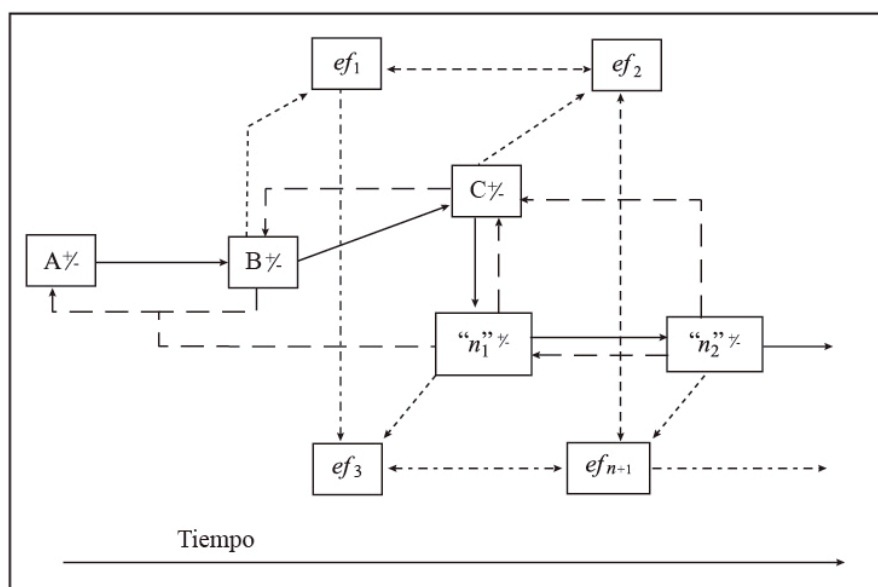 ef1
ef2
C+/-
A+/-
B+/-
“n1” +/-
“n2” +/-
ef3
efn+1
Tiempo